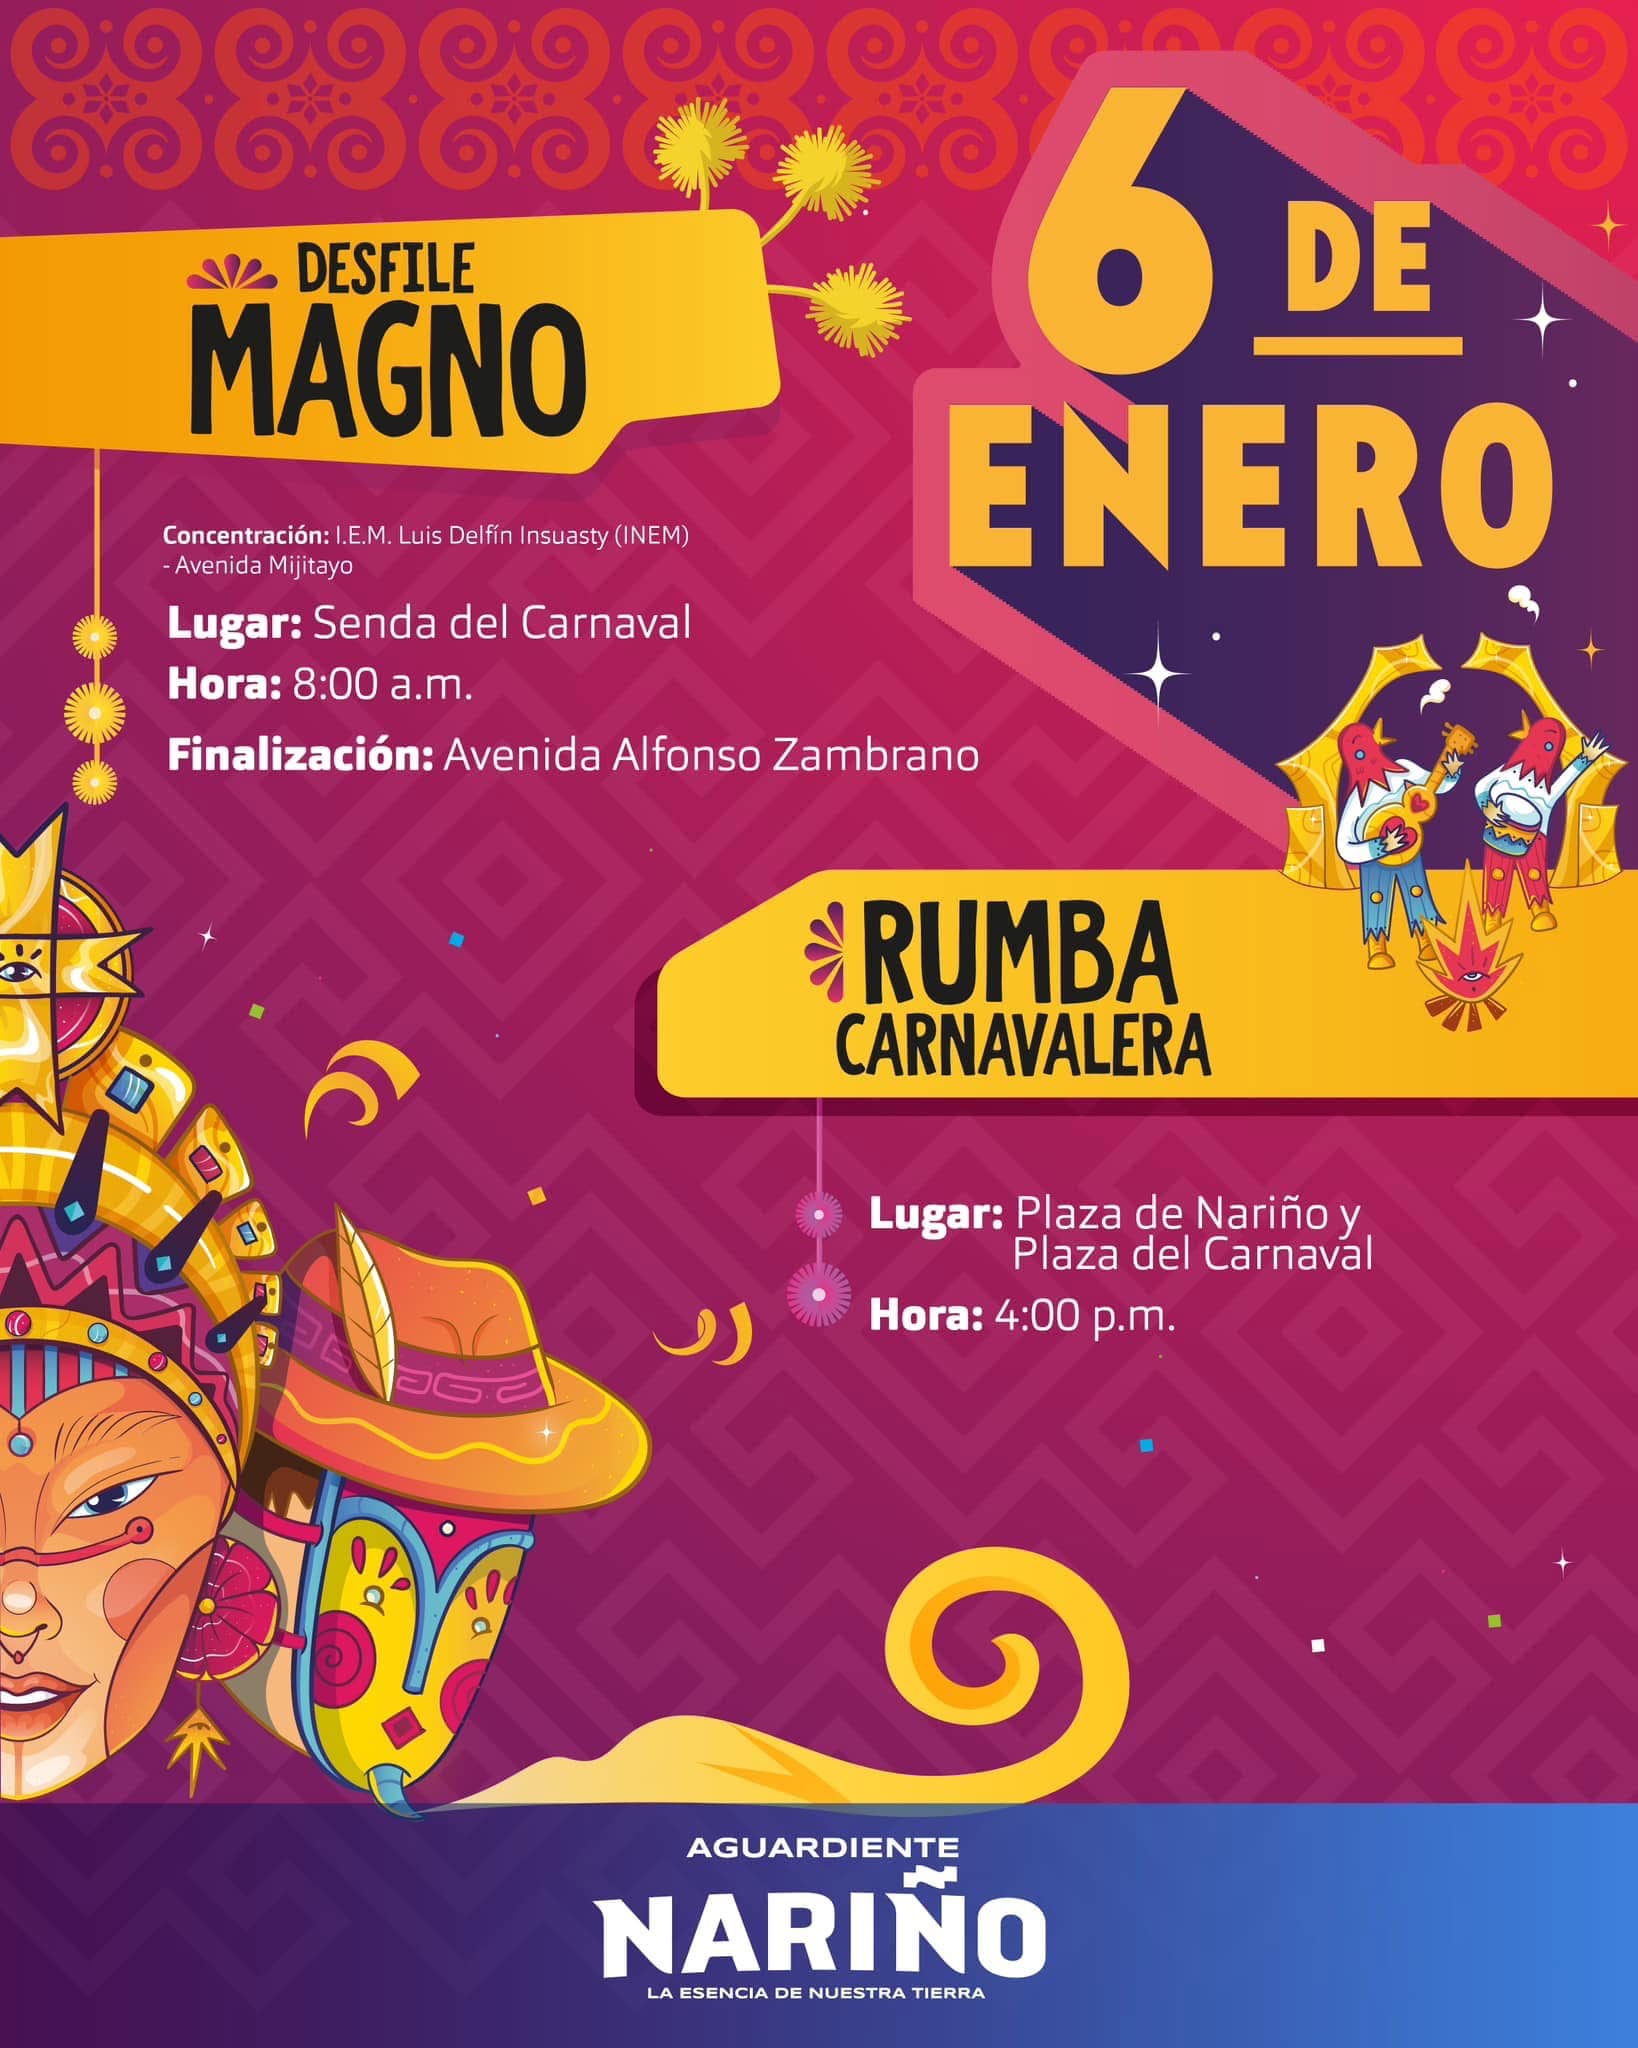 6 DE
ENERO
DESFILE
MAGNO
Concentración: I.E.M. Luis Delfín Insuasty (INEM)
- Avenida Mijitayo
Lugar: Senda del Carnaval
Hora: 8:00 a.m.
Finalización: Avenida Alfonso Zambrano
RUMBA
CARNAVALERA
Lugar: Plaza de Nariño y
Plaza del Carnaval
Hora: 4:00 p.m.
AGUARDIENTE
NARIÑO
LA ESENCIA DE NUESTRA TIERRA